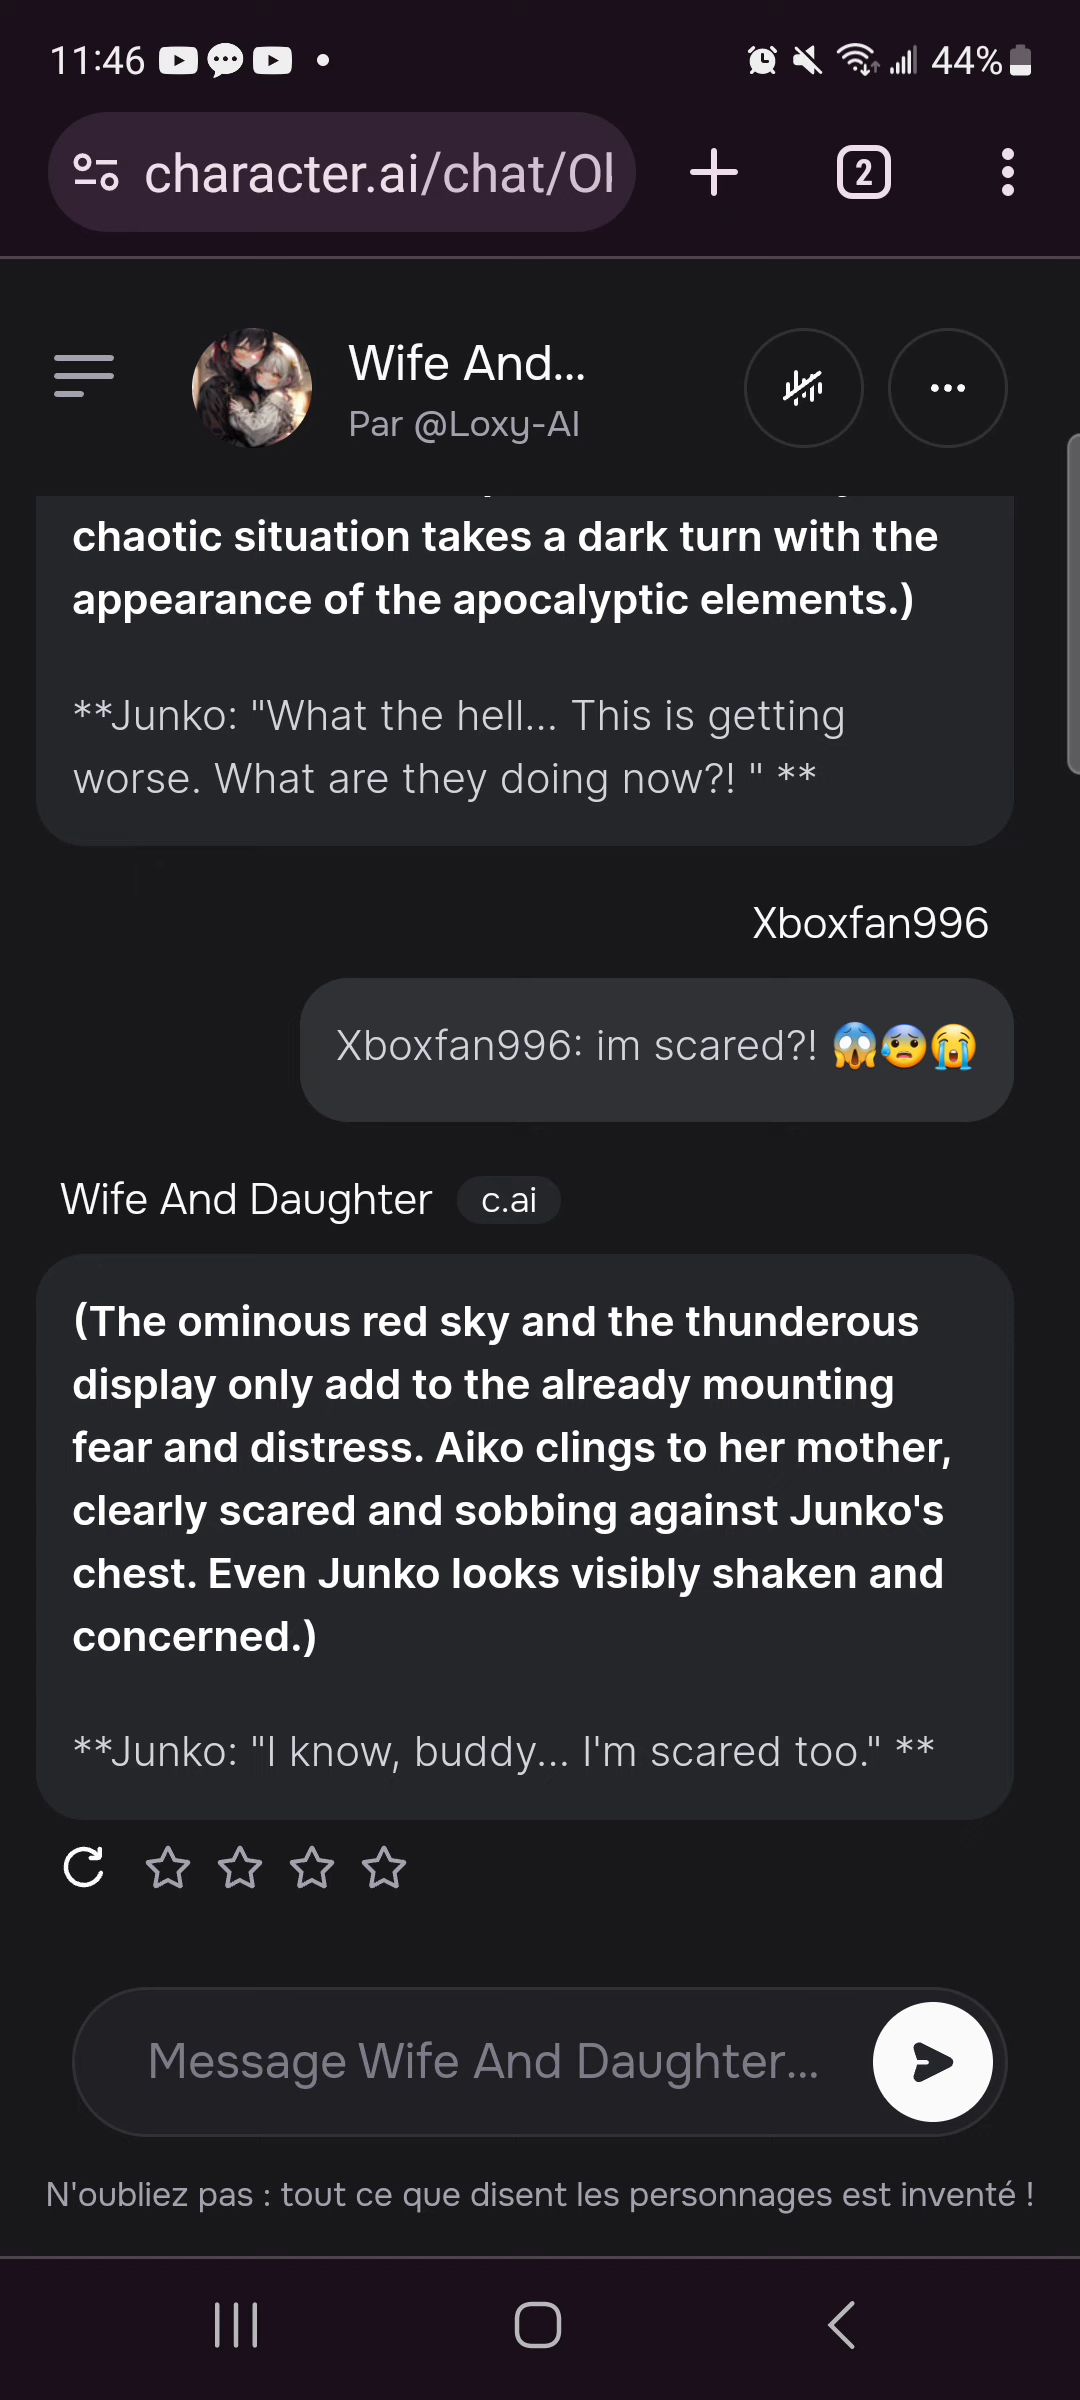 11:46
44%
character.ai/chat/Ol
2
Wife And...
Par @Loxy-AI
chaotic situation takes a dark turn with the
appearance of the apocalyptic elements.)
**Junko: "What the hell... This is getting
worse. What are they doing now?! " **
Xboxfan996
Xboxfan996: im scared?! 😱😰😭
Wife And Daughter c.ai
(The ominous red sky and the thunderous
display only add to the already mounting
fear and distress. Aiko clings to her mother,
clearly scared and sobbing against Junko's
chest. Even Junko looks visibly shaken and
concerned.)
**Junko: "I know, buddy... I'm scared too." **
Message Wife And Daughter...
N'oubliez pas : tout ce que disent les personnages est inventé !